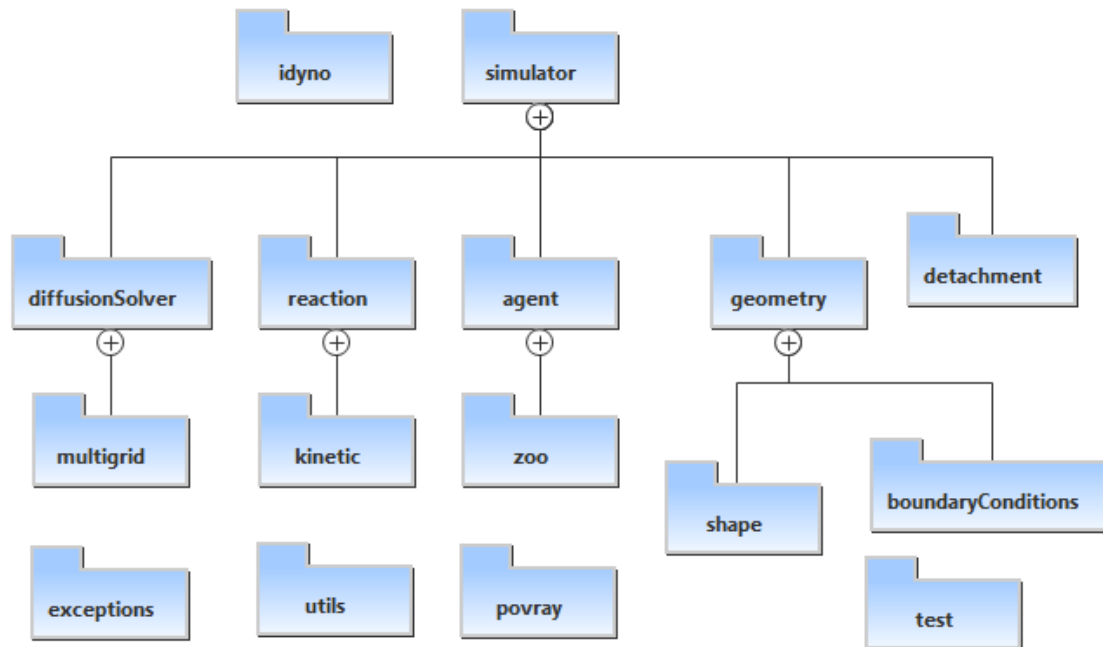 idyno
simulator
diffusionSolver
reaction
agent
geometry
detachment
multigrid
kinetic
zoo
shape
boundaryConditions
exceptions
utils
povray
test